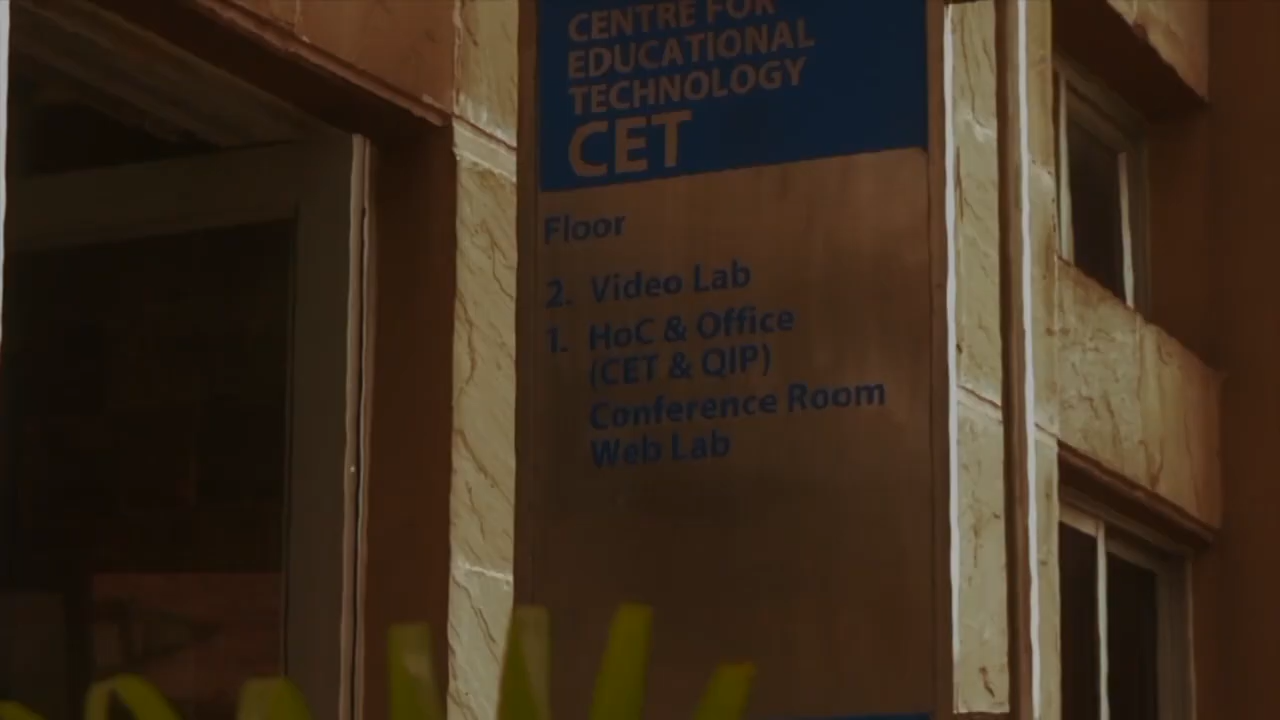 CENTRE FOR
EDUCATIONAL
TECHNOLOGY
CET
Floor
2. Video Lab
1. HoC & Office
(CET & QIP)
Conference Room
Web Lab